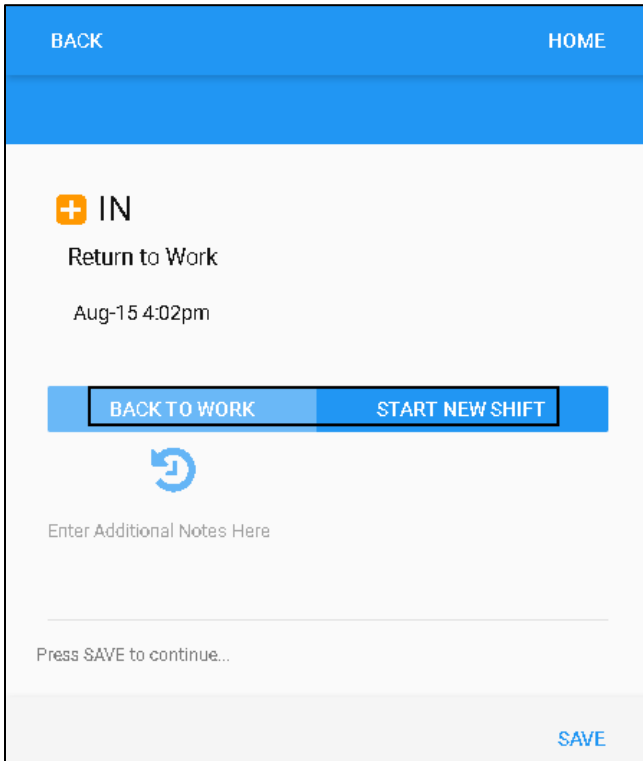 BACK HOME
IN
Return to Work
Aug-15 4:02pm
BACK TO WORK START NEW SHIFT
Enter Additional Notes Here
Press SAVE to continue...
SAVE